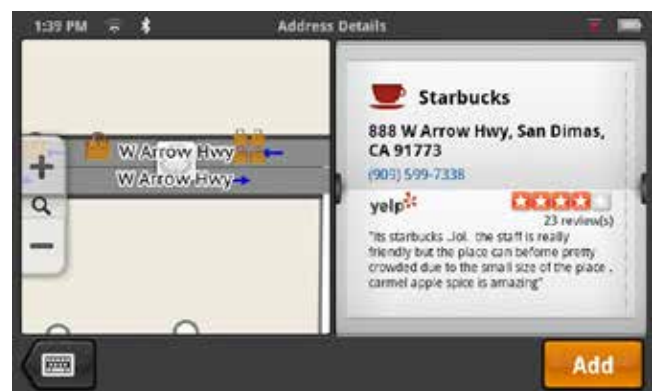 1:39 PM Address Details
W Arrow Hwy
W Arrow Hwy
Starbucks
888 W Arrow Hwy, San Dimas,
CA 91773
(909) 599-7338
yelp
23 review(s)
"its starbucks ..lol. the staff is really
friendly but the place can before pretty
crowded due to the small size of the place .
carmel apple spice is amazing"
Add